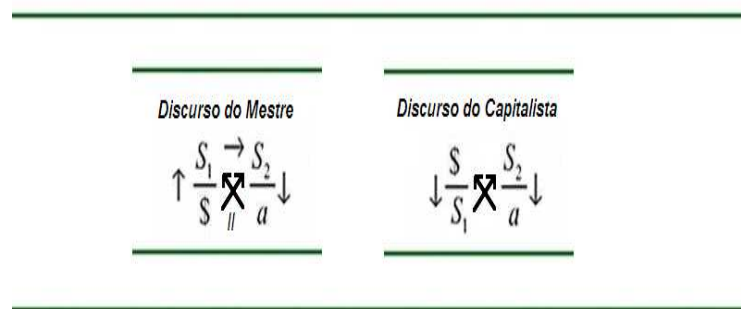 Discurso do Mestre
↑ S₁/$ → S₂/a ↓
//
Discurso do Capitalista
↓ $/S₁ S₂/a ↓